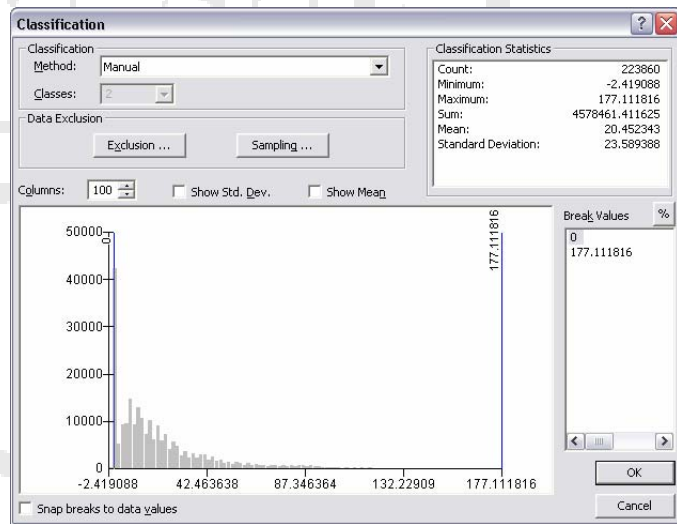 Classification
Classification
Method: Manual
Classes: 2
Data Exclusion
Exclusion ...
Sampling ...
Classification Statistics
Count: 223860
Minimum: -2.419088
Maximum: 177.111816
Sum: 4578461.411625
Mean: 20.452343
Standard Deviation: 23.589388
Columns: 100
Show Std. Dev.
Show Mean
Break Values
%
0
177.111816
50000
40000
30000
20000
10000
0
0
177.111816
-2.419088
42.463638
87.346364
132.22909
177.111816
Snap breaks to data values
OK
Cancel